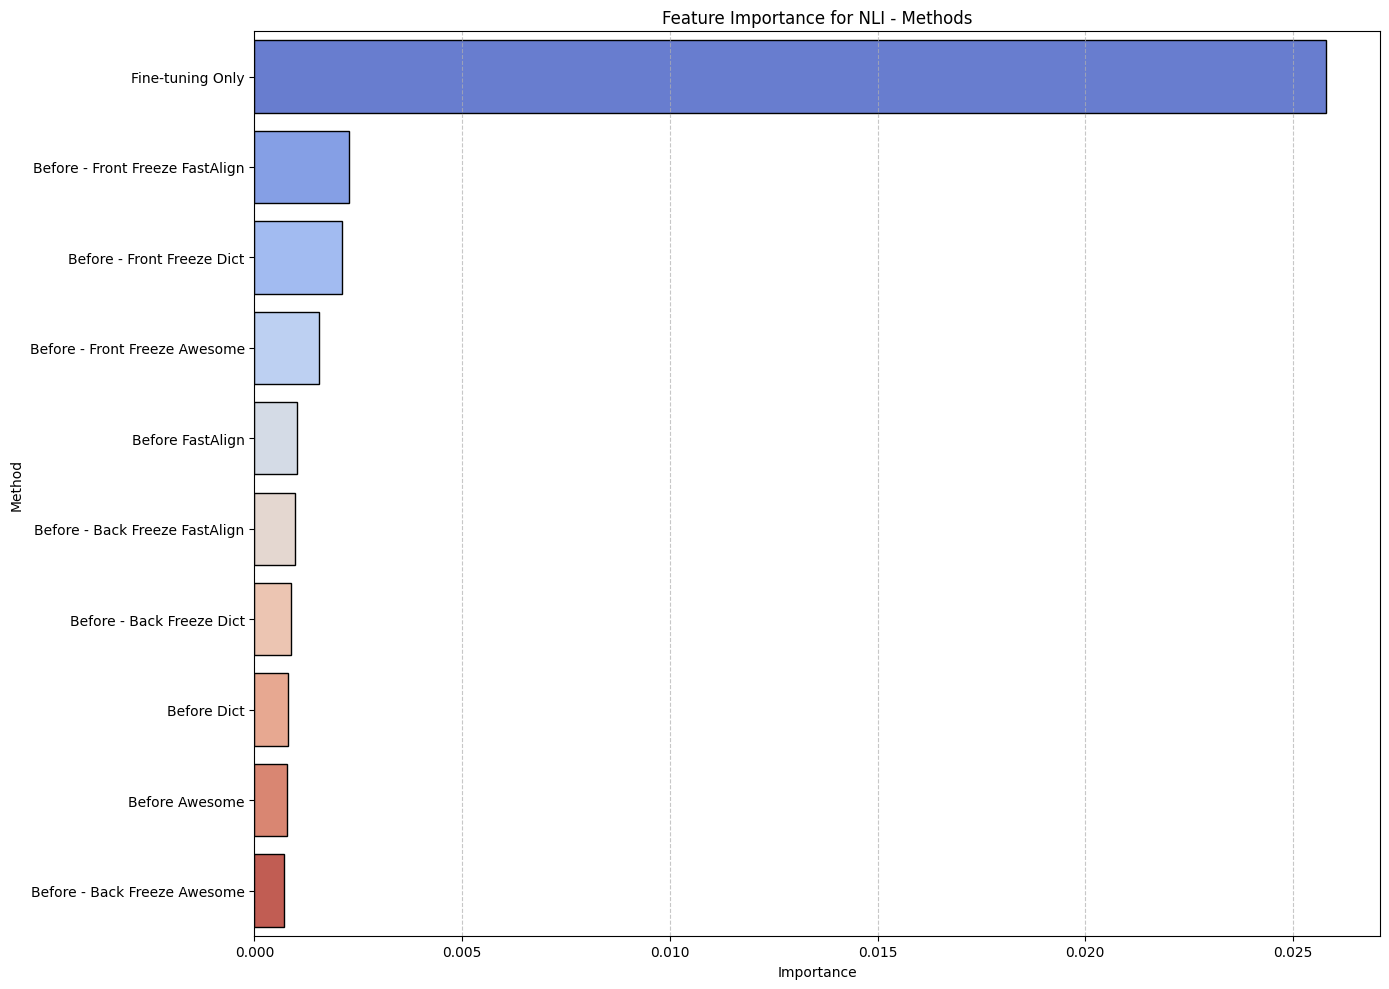 Feature Importance for NLI - Methods
Fine-tuning Only
Before - Front Freeze FastAlign
Before - Front Freeze Dict
Before - Front Freeze Awesome
Before FastAlign
Before - Back Freeze FastAlign
Before - Back Freeze Dict
Before Dict
Before Awesome
Before - Back Freeze Awesome
Method
0.000 0.005 0.010 0.015 0.020 0.025
Importance